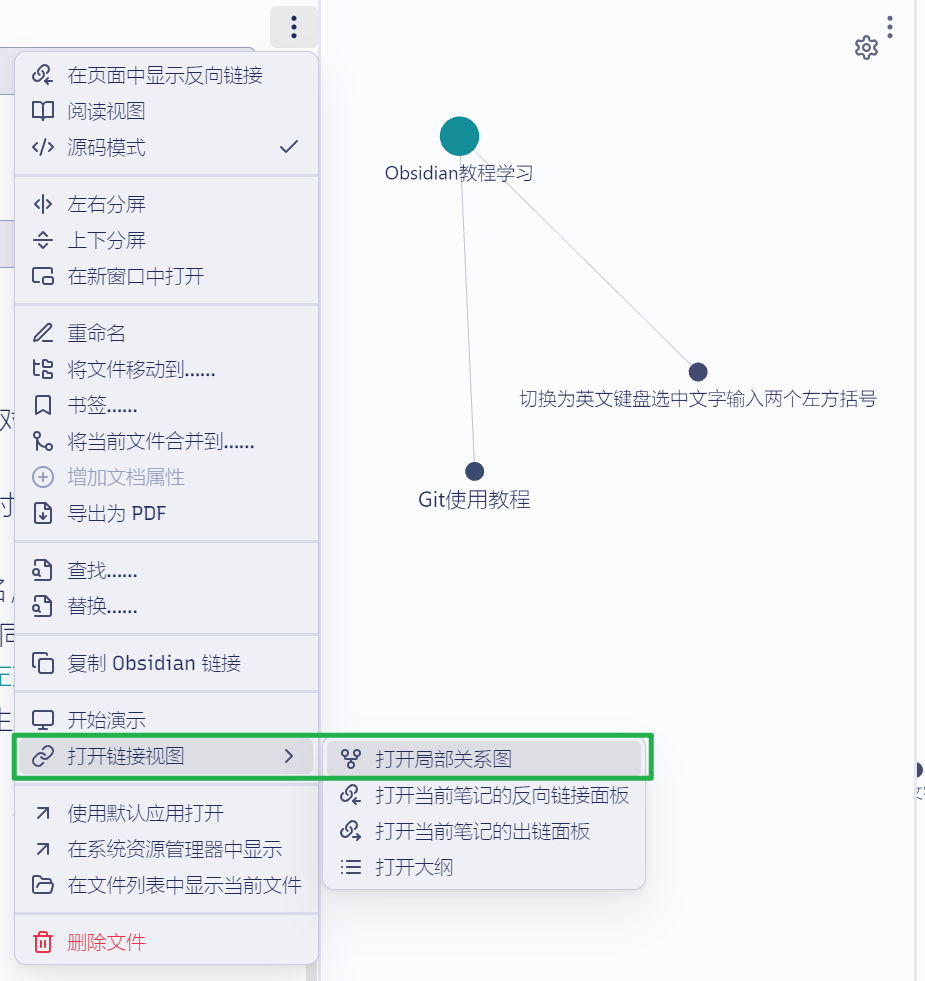 在页面中显示反向链接
阅读视图
源码模式
左右分屏
上下分屏
在新窗口中打开
重命名
将文件移动到......
书签......
将当前文件合并到......
增加文档属性
导出为 PDF
查找......
替换......
复制 Obsidian 链接
开始演示
打开链接视图
使用默认应用打开
在系统资源管理器中显示
在文件列表中显示当前文件
删除文件
打开局部关系图
打开当前笔记的反向链接面板
打开当前笔记的出链面板
打开大纲
Obsidian教程学习
切换为英文键盘选中文字输入两个左方括号
Git使用教程